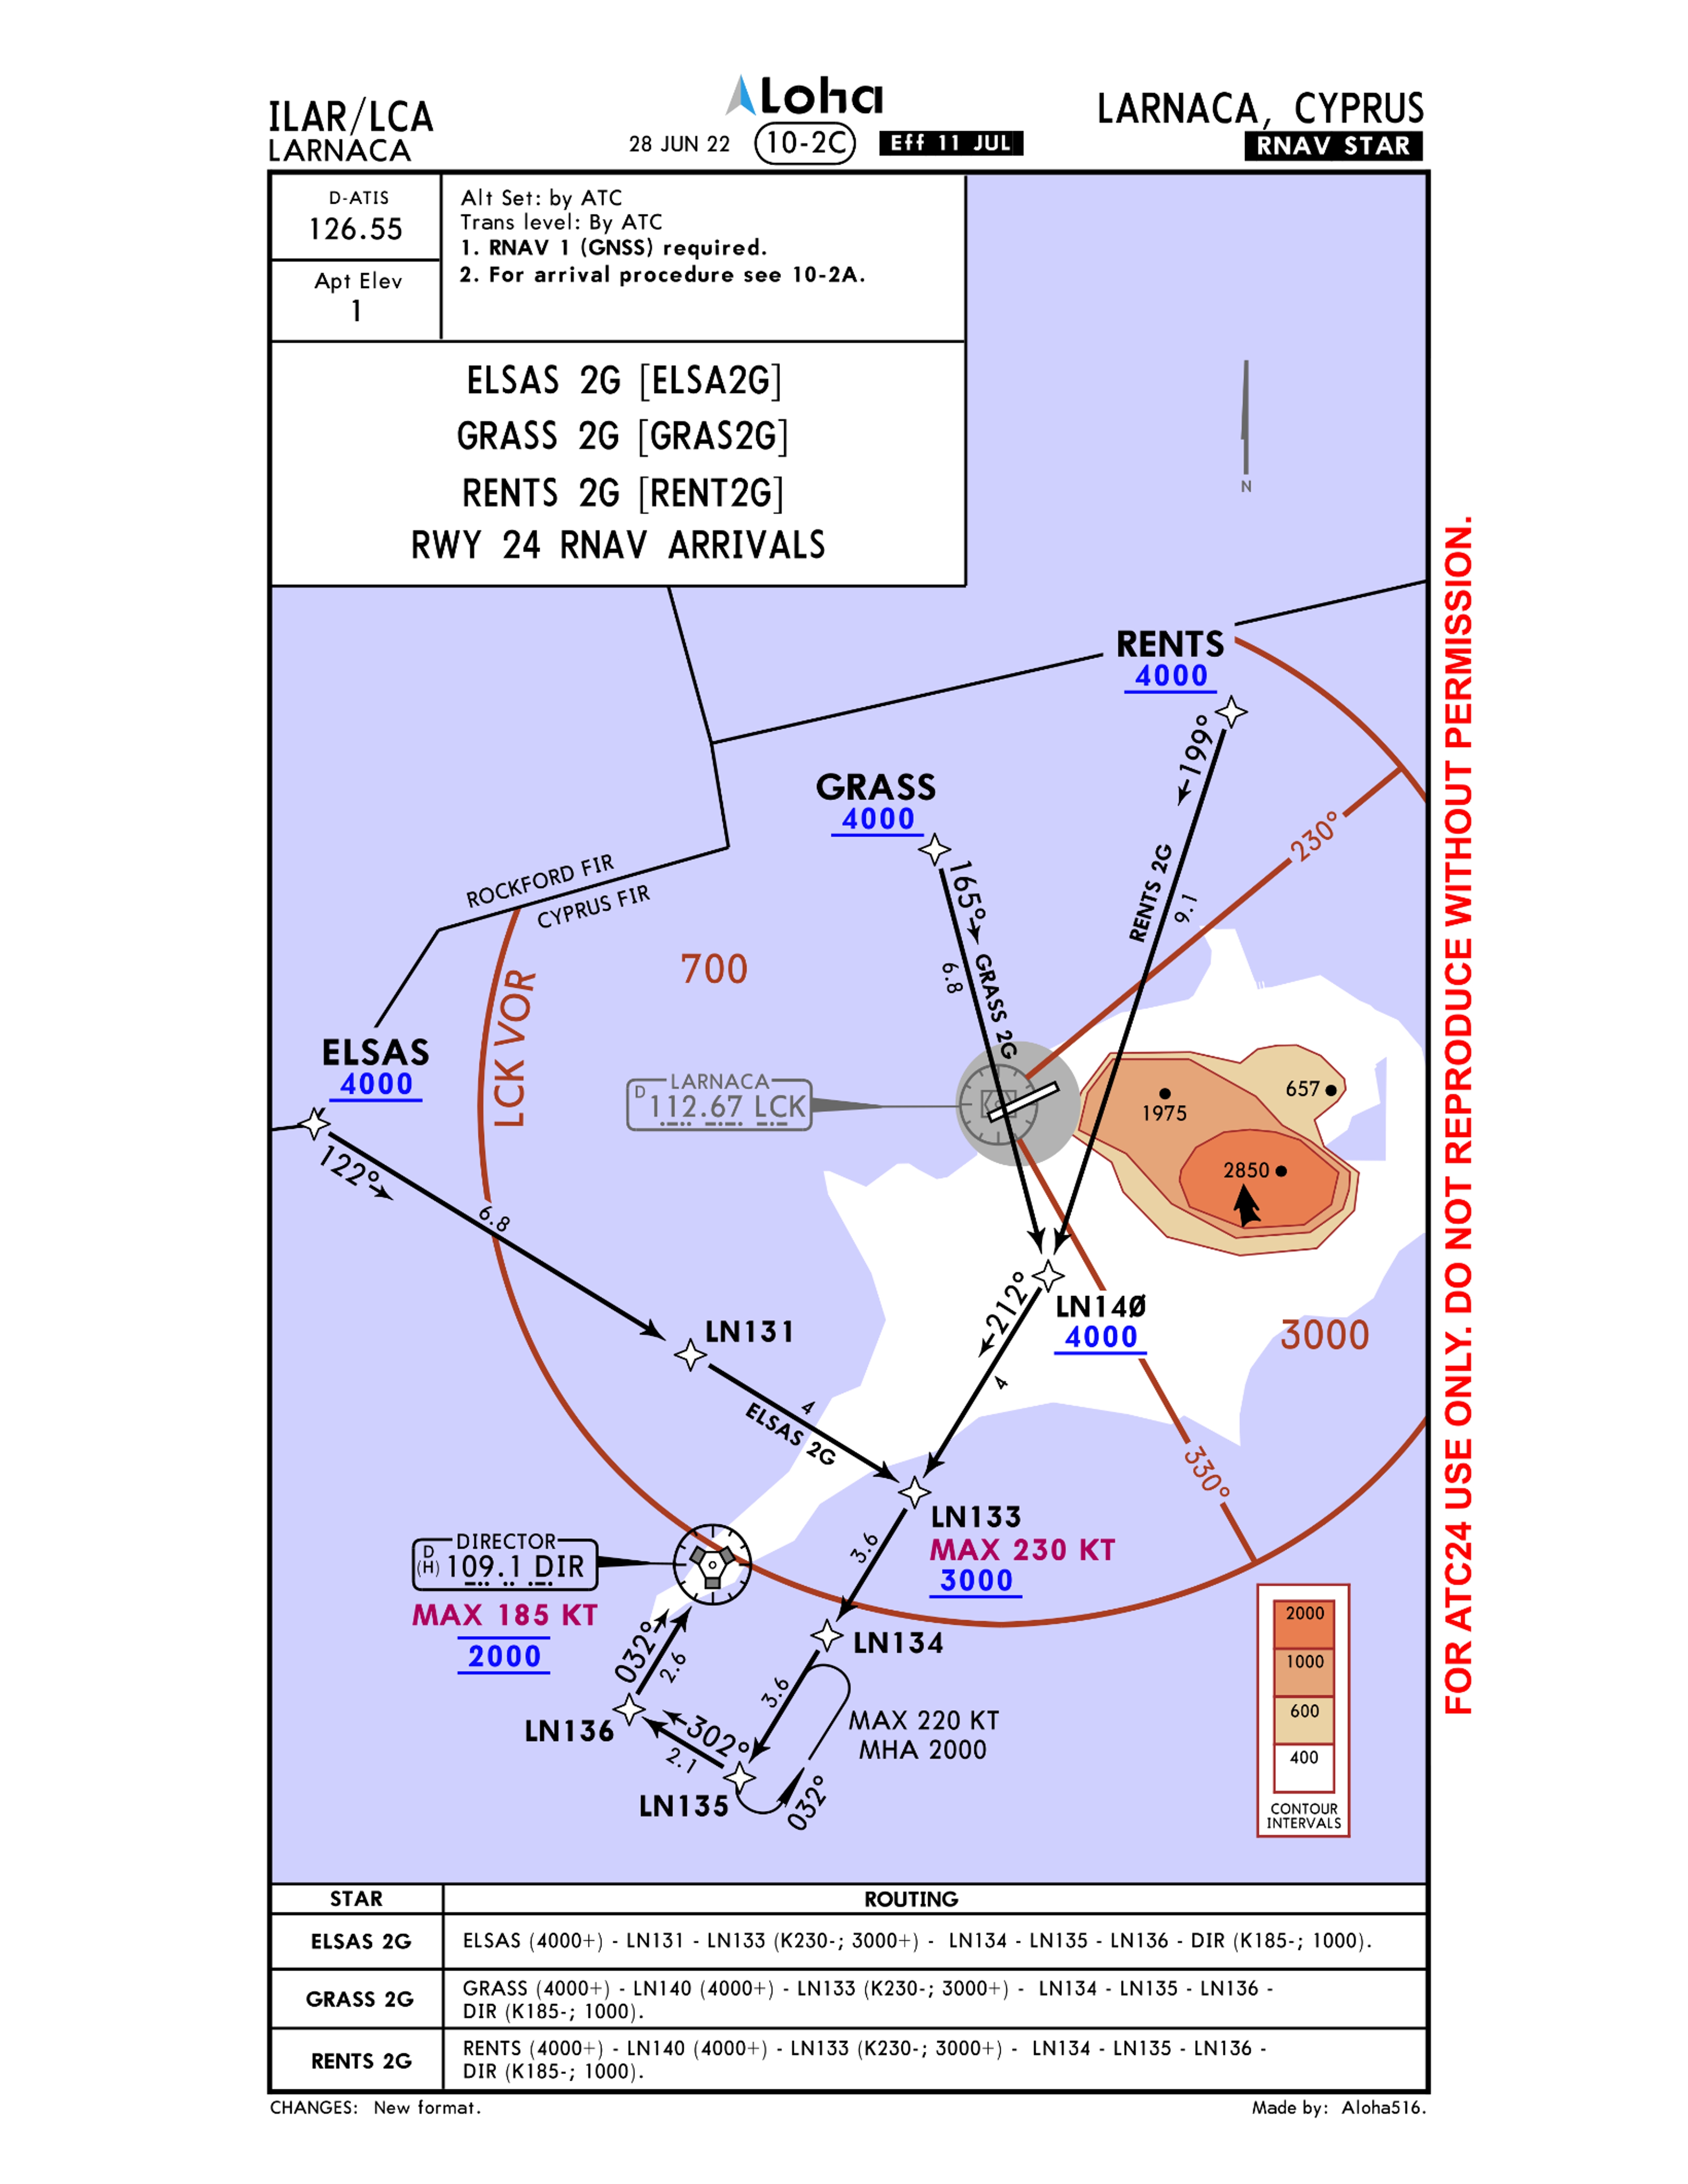 ILAR/LCA
LARNACA
Loha
28 JUN 22
10-2C
Eff 11 JUL
LARNACA, CYPRUS
RNAV STAR
D-ATIS
126.55
Apt Elev
1
Alt Set: by ATC
Trans level: By ATC
1. RNAV 1 (GNSS) required.
2. For arrival procedure see 10-2A.
ELSAS 2G [ELSA2G]
GRASS 2G [GRAS2G]
RENTS 2G [RENT2G]
RWY 24 RNAV ARRIVALS
N
RENTS
4000
199°
GRASS
4000
230°
RENTS 2G
9.1
165°
GRASS 2G
6.8
ROCKFORD FIR
CYPRUS FIR
700
LCK VOR
ELSAS
4000
D
LARNACA
112.67 LCK
657
1975
2850
122°
6.8
212°
LN140
4000
3000
LN131
4
4
ELSAS 2G
330°
LN133
MAX 230 KT
3000
3.6
D
(H)
DIRECTOR
109.1 DIR
MAX 185 KT
2000
LN134
032°
2.6
3.6
LN136
302°
2.1
MAX 220 KT
MHA 2000
LN135
032°
2000
1000
600
400
CONTOUR
INTERVALS
STAR
ROUTING
ELSAS 2G
ELSAS (4000+) - LN131 - LN133 (K230-; 3000+) - LN134 - LN135 - LN136 - DIR (K185-; 1000).
GRASS 2G
GRASS (4000+) - LN140 (4000+) - LN133 (K230-; 3000+) - LN134 - LN135 - LN136 -
DIR (K185-; 1000).
RENTS 2G
RENTS (4000+) - LN140 (4000+) - LN133 (K230-; 3000+) - LN134 - LN135 - LN136 -
DIR (K185-; 1000).
CHANGES: New format.
Made by: Aloha516.
FOR ATC24 USE ONLY. DO NOT REPRODUCE WITHOUT PERMISSION.